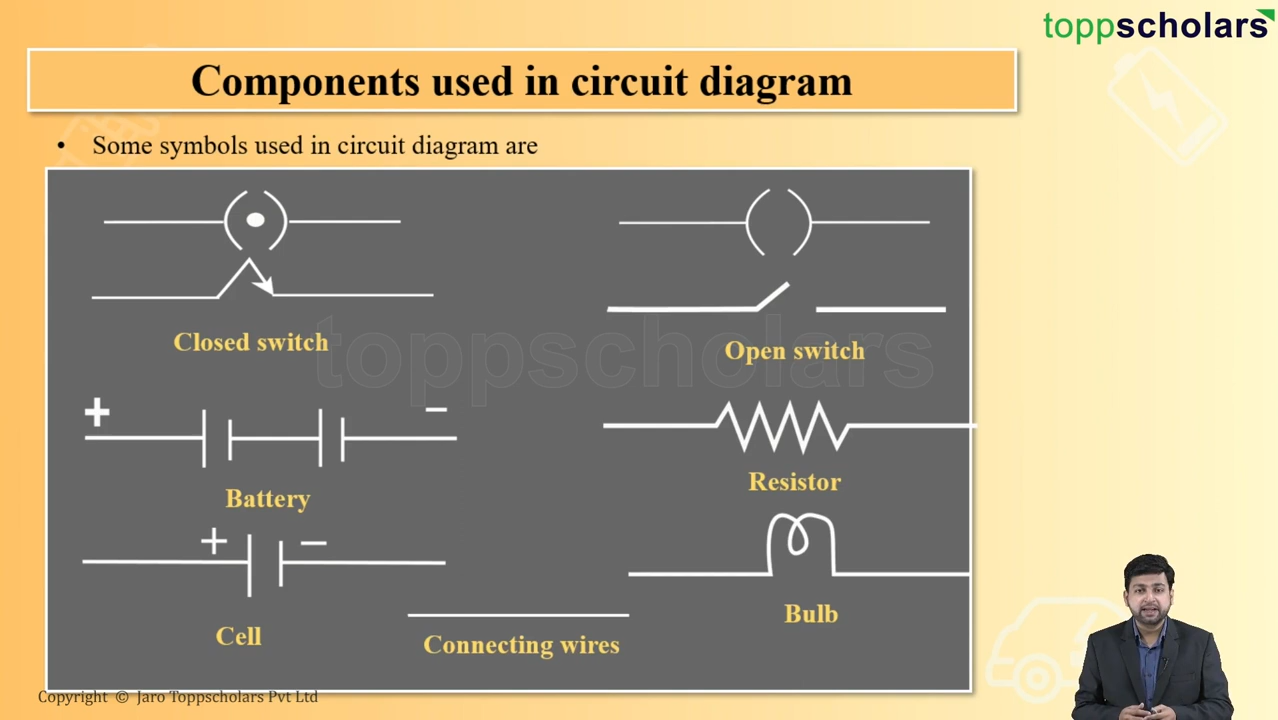 toppscholars
Components used in circuit diagram
• Some symbols used in circuit diagram are
Closed switch
Open switch
toppscholars
+ −
Battery
Resistor
+ −
Cell
Bulb
Connecting wires
Copyright © Jaro Toppscholars Pvt Ltd